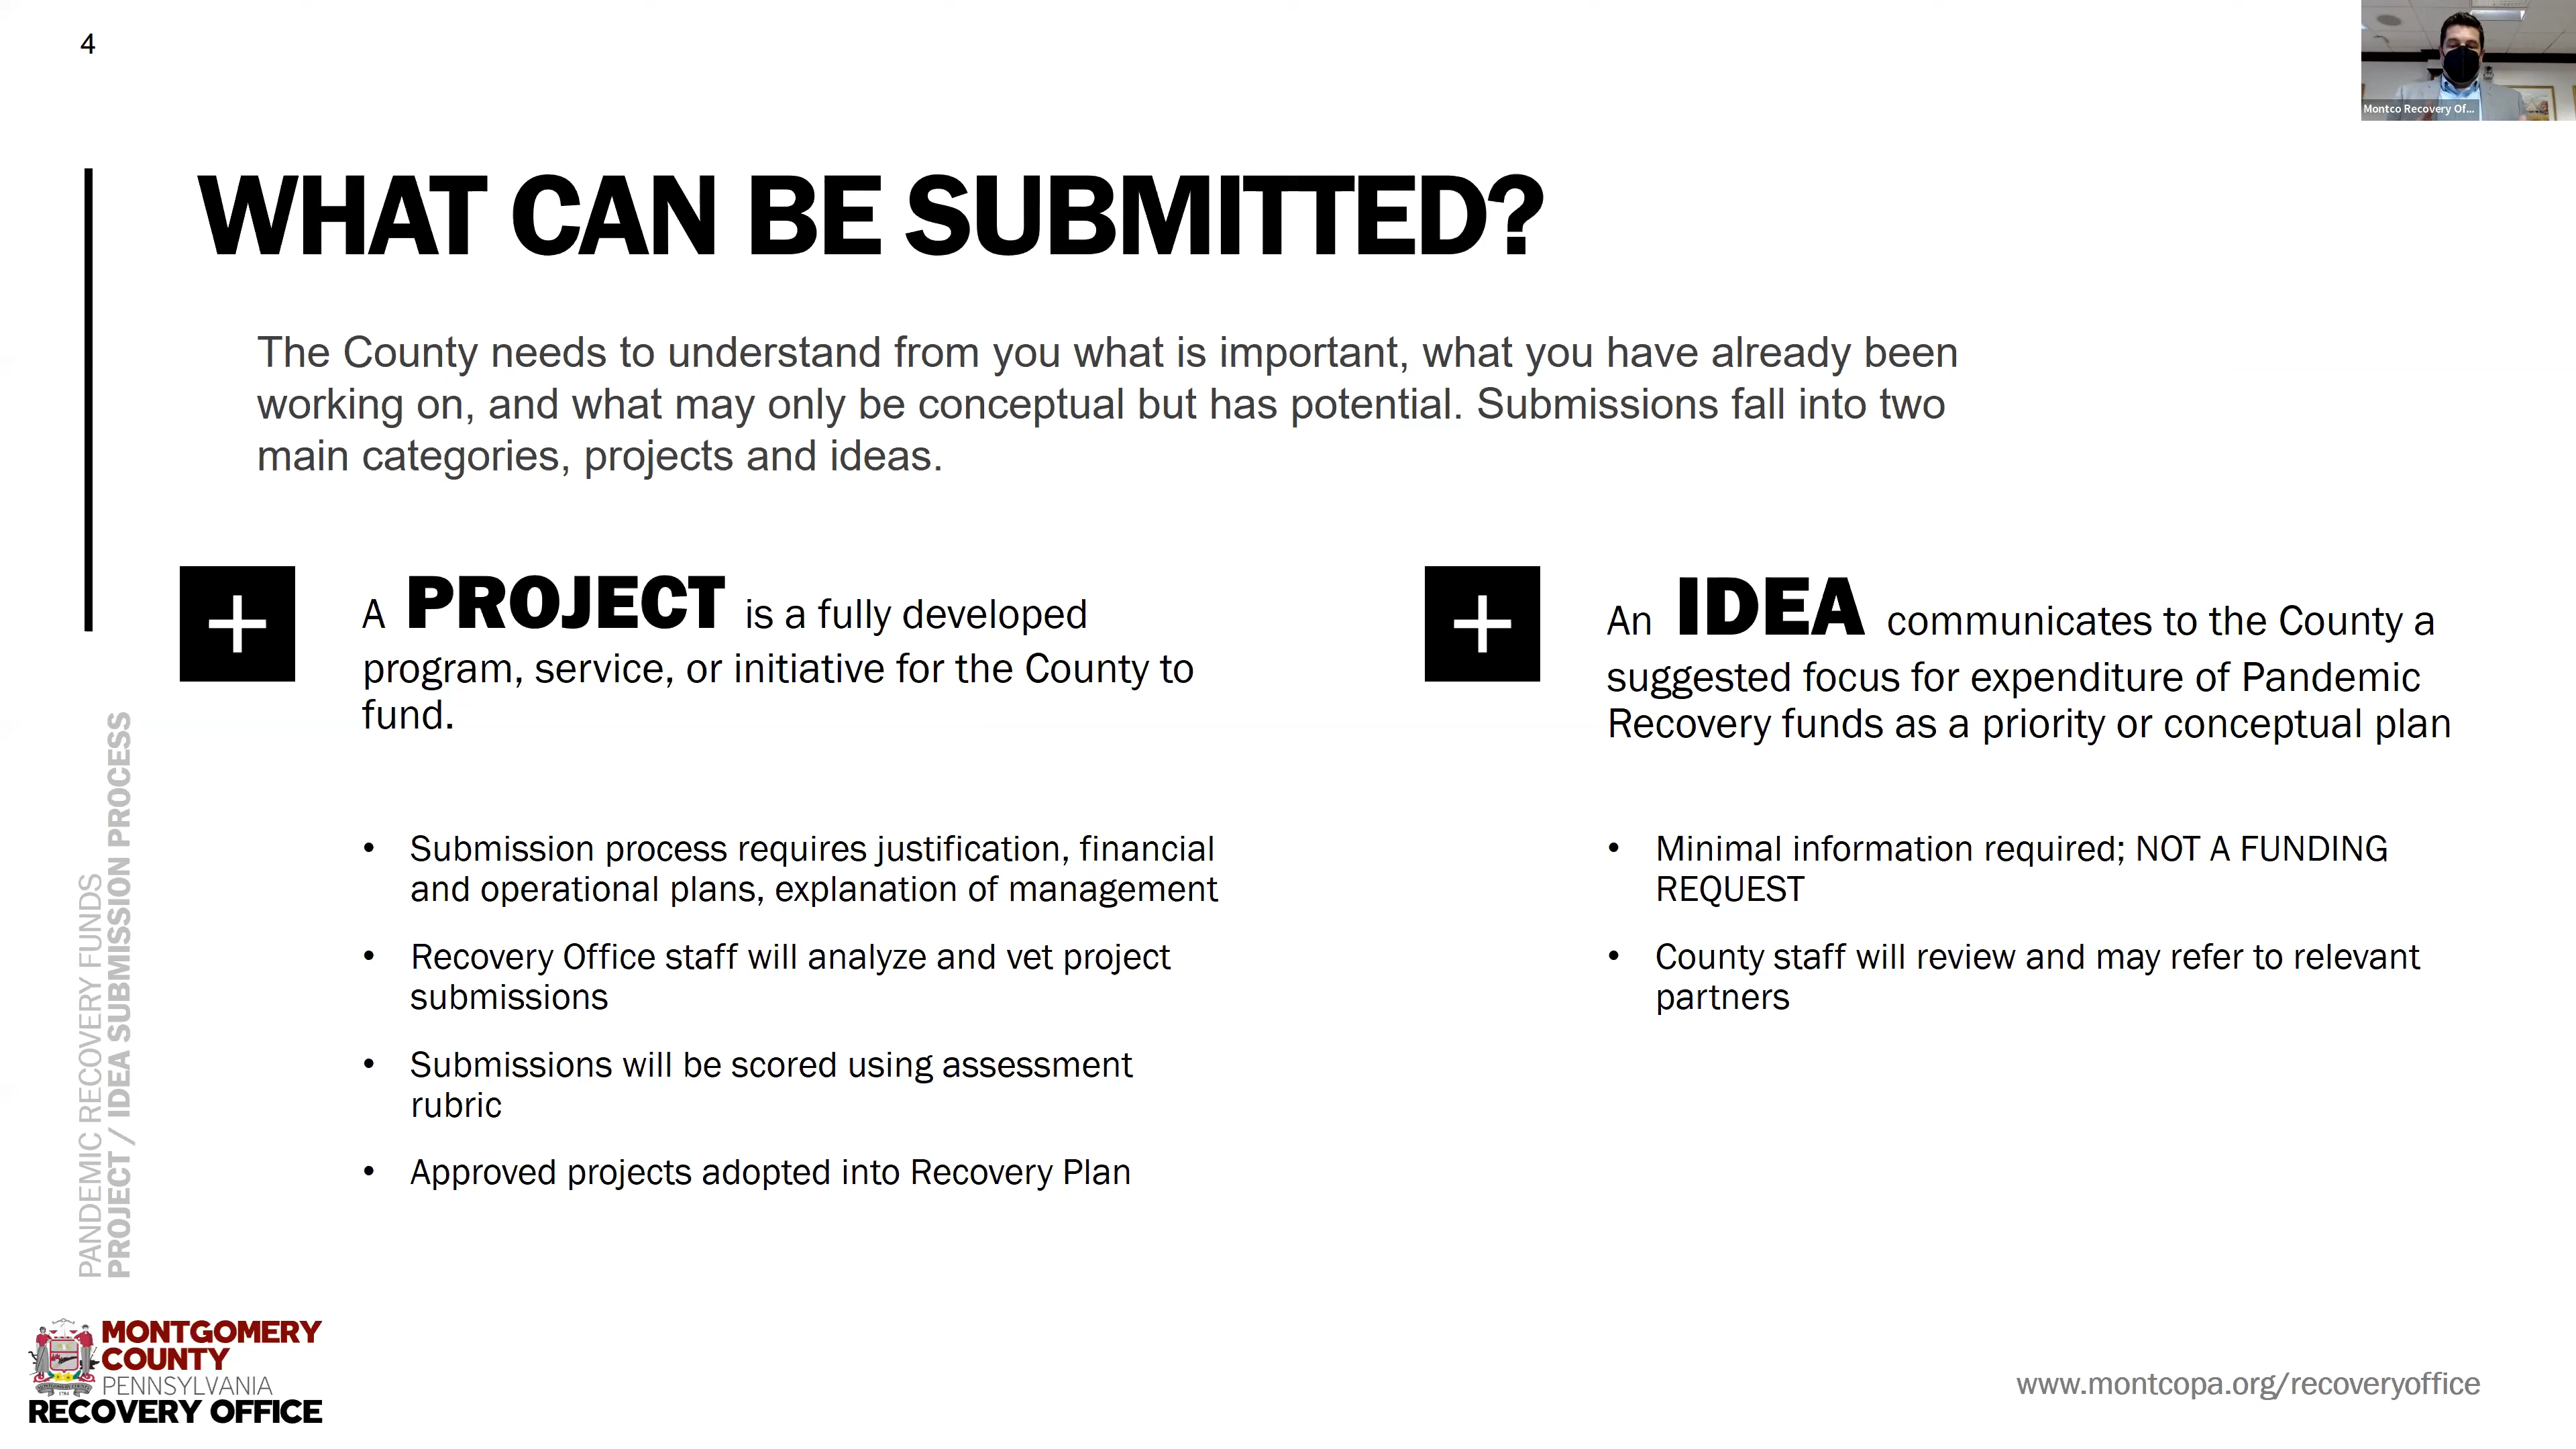 4
Montco Recovery Of...
WHAT CAN BE SUBMITTED?
The County needs to understand from you what is important, what you have already been
working on, and what may only be conceptual but has potential. Submissions fall into two
main categories, projects and ideas.
A PROJECT is a fully developed
program, service, or initiative for the County to
fund.
• Submission process requires justification, financial
and operational plans, explanation of management
• Recovery Office staff will analyze and vet project
submissions
• Submissions will be scored using assessment
rubric
• Approved projects adopted into Recovery Plan
An IDEA communicates to the County a
suggested focus for expenditure of Pandemic
Recovery funds as a priority or conceptual plan
• Minimal information required; NOT A FUNDING
REQUEST
• County staff will review and may refer to relevant
partners
PANDEMIC RECOVERY FUNDS
PROJECT / IDEA SUBMISSION PROCESS
MONTGOMERY
COUNTY
PENNSYLVANIA
RECOVERY OFFICE
www.montcopa.org/recoveryoffice